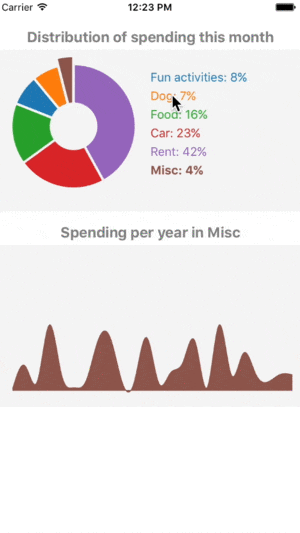 Carrier 12:23 PM
Distribution of spending this month
Fun activities: 8%
Dog: 7%
Food: 16%
Car: 23%
Rent: 42%
Misc: 4%
Spending per year in Misc